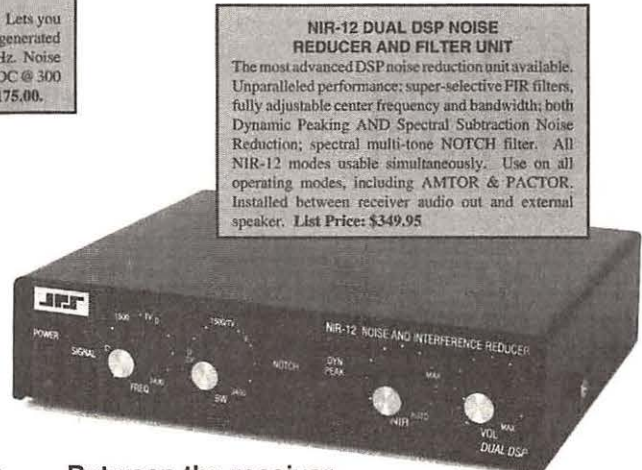 Lets you
generated
Hz. Noise
DC @ 300
175.00.
NIR-12 DUAL DSP NOISE
REDUCER AND FILTER UNIT
The most advanced DSP noise reduction unit available.
Unparalleled performance; super-selective FIR filters,
fully adjustable center frequency and bandwidth; both
Dynamic Peaking AND Spectral Subtraction Noise
Reduction; spectral multi-tone NOTCH filter. All
NIR-12 modes usable simultaneously. Use on all
operating modes, including AMTOR & PACTOR.
Installed between receiver audio out and external
speaker. List Price: $349.95
JPS
POWER
SIGNAL
1500
FREQ
3400
1500/TV
BW
3400
NOTCH
NIR-12 NOISE AND INTERFERENCE REDUCER
DYN
PEAK
MAX
NIR
AUTO
VOL
MAX
DUAL DSP
Between the receiver